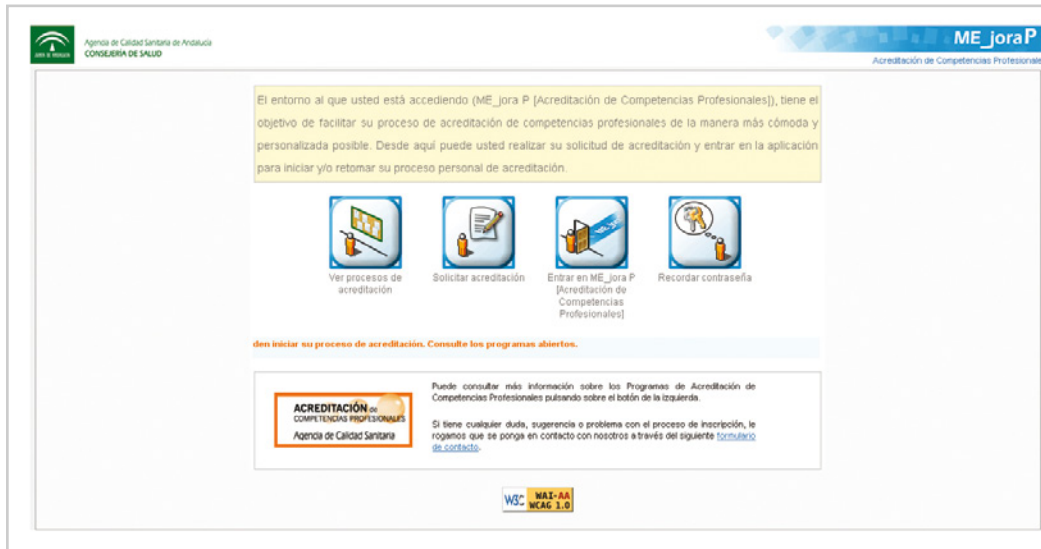 Agencia de Calidad Sanitaria de Andalucía
CONSEJERÍA DE SALUD
ME_jora P
Acreditación de Competencias Profesionale
El entorno al que usted está accediendo (ME_jora P [Acreditación de Competencias Profesionales]), tiene el
objetivo de facilitar su proceso de acreditación de competencias profesionales de la manera más cómoda y
personalizada posible. Desde aquí puede usted realizar su solicitud de acreditación y entrar en la aplicación
para iniciar y/o retomar su proceso personal de acreditación.
Ver procesos de
acreditación
Solicitar acreditación
Entrar en ME_jora P
[Acreditación de
Competencias
Profesionales]
Recordar contraseña
den iniciar su proceso de acreditación. Consulte los programas abiertos.
ACREDITACIÓN de
COMPETENCIAS PROFESIONALES
Agencia de Calidad Sanitaria
Puede consultar más información sobre los Programas de Acreditación de
Competencias Profesionales pulsando sobre el botón de la izquierda.
Si tiene cualquier duda, sugerencia o problema con el proceso de inscripción, le
rogamos que se ponga en contacto con nosotros a través del siguiente formulario
de contacto.
W3C WAI-AA
WCAG 1.0